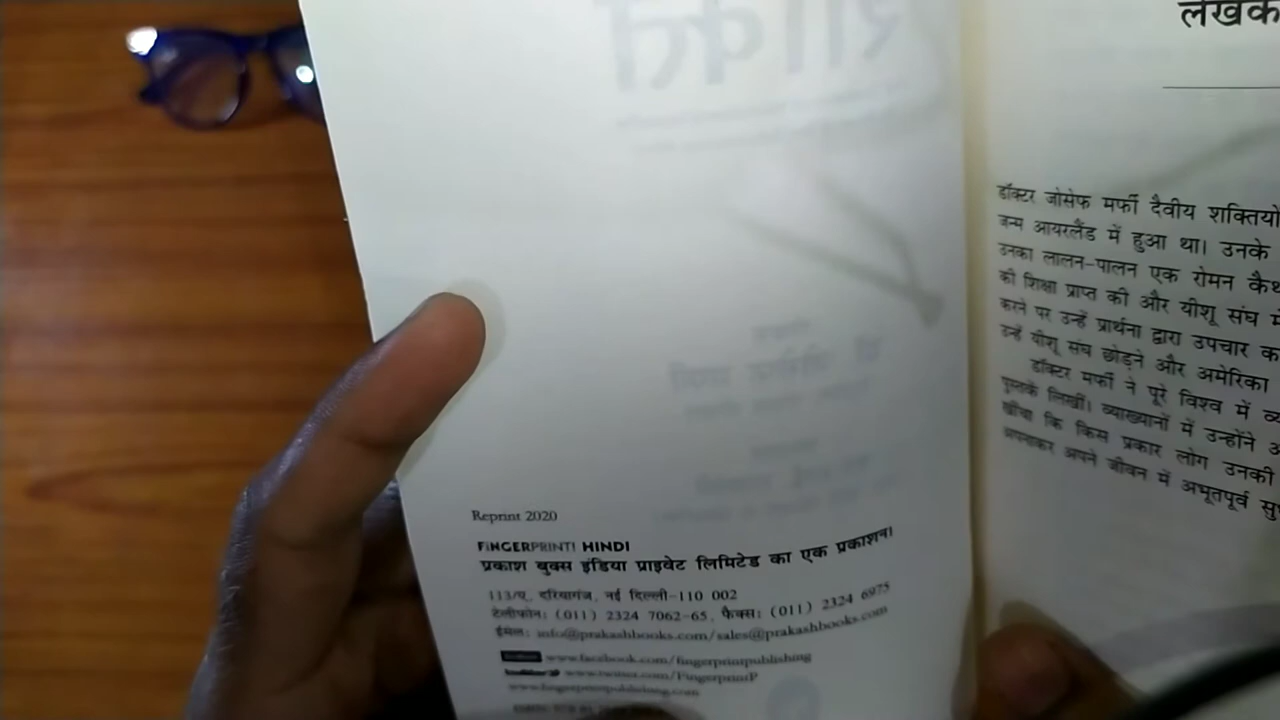 Reprint 2020
FiNGERPRINT! HINDI
प्रकाश बुक्स इंडिया प्राइवेट लिमिटेड का एक प्रकाशन।
113/ए, दरियागंज, नई दिल्ली-110 002
टेलीफोन: (011) 2324 7062-65, फैक्स: (011) 2324 6975
ईमेल: info@prakashbooks.com/sales@prakashbooks.com
www.facebook.com/fingerprintpublishing
www.twitter.com/FingerprintP
www.fingerprintpublishing.com
लेखक
डॉक्टर जोसेफ मर्फी दैवीय शक्तियों
जन्म आयरलैंड में हुआ था। उनके
उनका लालन-पालन एक रोमन
की शिक्षा प्राप्त की और यीशू संघ
करने पर उन्हें प्रार्थना द्वारा उपचार
उन्हें यीशू संघ छोड़ने और अमेरिका
डॉक्टर मर्फी ने पूरे विश्व में
पुस्तकें लिखीं। व्याख्यानों में उन्होंने
खींचा कि किस प्रकार लोग उनकी
अपनाकर अपने जीवन में अभूतपूर्व